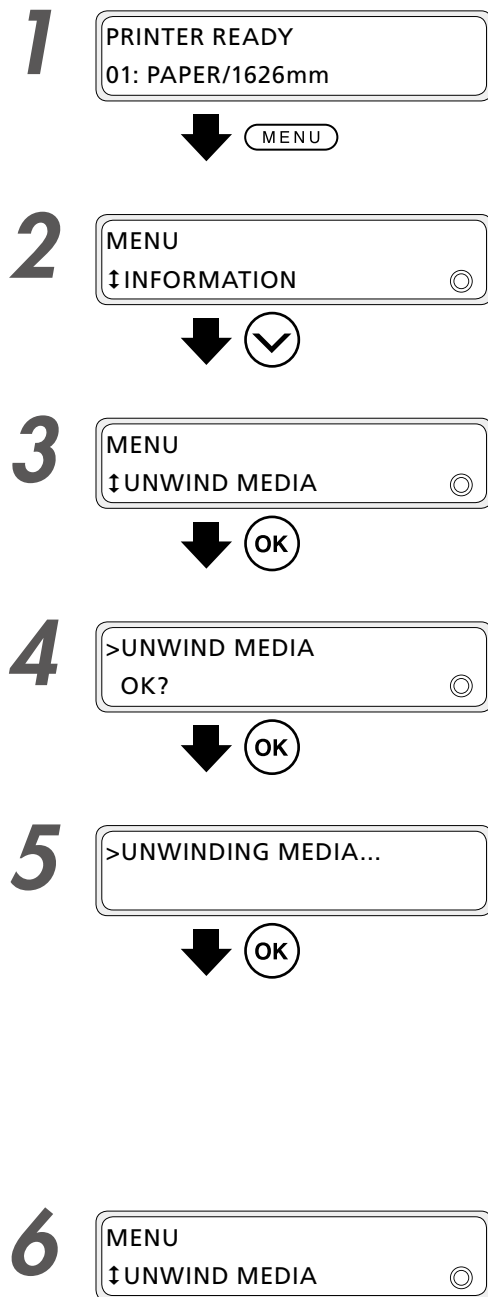 1
PRINTER READY
01: PAPER/1626mm
MENU
2
MENU
↕INFORMATION
3
MENU
↕UNWIND MEDIA
OK
4
>UNWIND MEDIA
OK?
OK
5
>UNWINDING MEDIA...
OK
6
MENU
↕UNWIND MEDIA